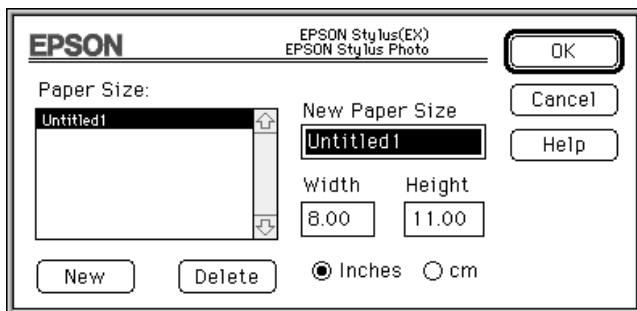 EPSON
EPSON Stylus(EX)
EPSON Stylus Photo
OK
Cancel
Help
Paper Size:
Untitled1
New Paper Size
Untitled1
Width Height
8.00 11.00
Inches cm
New Delete